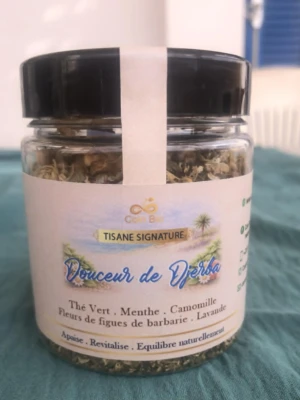 TISANE SIGNATURE
Douceur de Djerba
Thé Vert . Menthe . Camomille
Fleurs de figues de barbarie . Lavande
Apaise . Revitalise . Equilibre naturellement